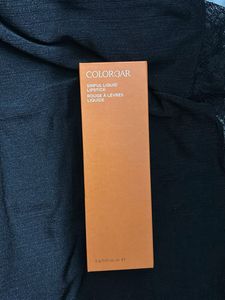 COLORBAR
SINFUL LIQUID
LIPSTICK
ROUGE À LÈVRES
LIQUIDE